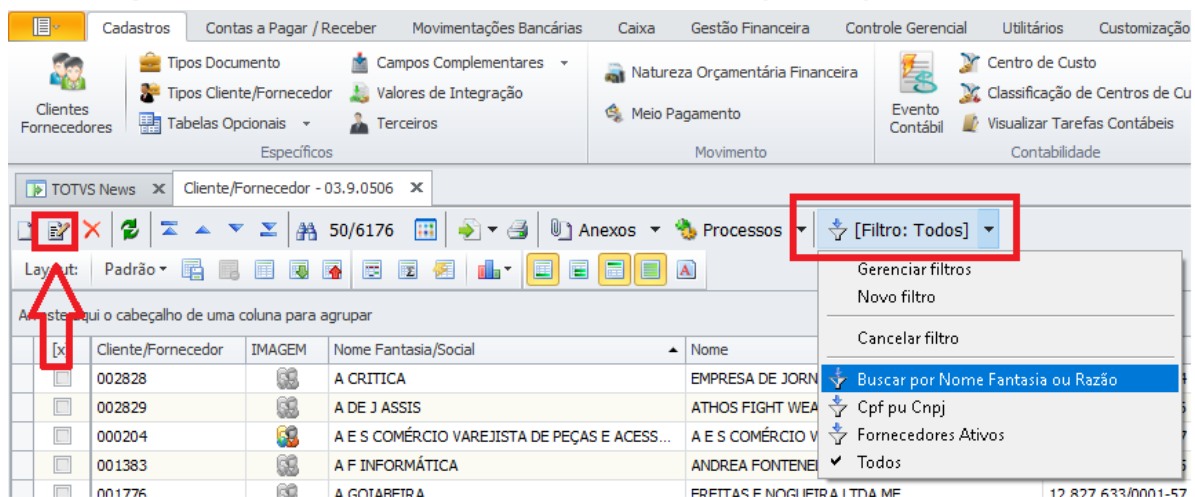 Cadastros Contas a Pagar / Receber Movimentações Bancárias Caixa Gestão Financeira Controle Gerencial Utilitários Customização
Clientes
Fornecedores
Tipos Documento
Tipos Cliente/Fornecedor
Tabelas Opcionais
Campos Complementares
Valores de Integração
Terceiros
Específicos
Natureza Orçamentária Financeira
Meio Pagamento
Movimento
Evento
Contábil
Centro de Custo
Classificação de Centros de Cu
Visualizar Tarefas Contábeis
Contabilidade
TOTVS News X Cliente/Fornecedor - 03.9.0506 X
50/6176 Anexos Processos [Filtro: Todos]
Layout: Padrão
Gerenciar filtros
Novo filtro
Cancelar filtro
Buscar por Nome Fantasia ou Razão
Cpf pu Cnpj
Fornecedores Ativos
Todos
qui o cabeçalho de uma coluna para agrupar
[x] Cliente/Fornecedor IMAGEM Nome Fantasia/Social Nome
002828 A CRITICA EMPRESA DE JORN
002829 A DE J ASSIS ATHOS FIGHT WEA
000204 A E S COMÉRCIO VAREJISTA DE PEÇAS E ACESS... A E S COMÉRCIO V
001383 A F INFORMÁTICA ANDREA FONTENE
001776 A GOIABEIRA FREITAS E NOGUEIRA LTDA ME 12.827.633/0001-57